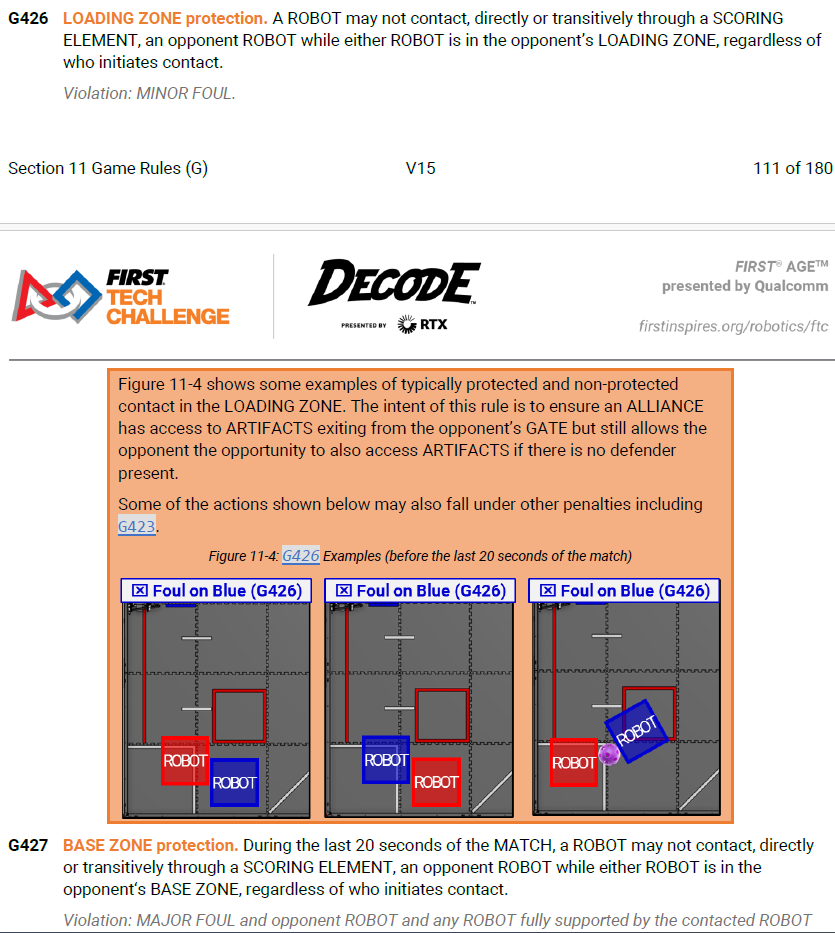 G426 LOADING ZONE protection. A ROBOT may not contact, directly or transitively through a SCORING
ELEMENT, an opponent ROBOT while either ROBOT is in the opponent's LOADING ZONE, regardless of
who initiates contact.
Violation: MINOR FOUL.
Section 11 Game Rules (G) V15 111 of 180
FIRST® TECH CHALLENGE
DECODE™
PRESENTED BY RTX
FIRST® AGE™
presented by Qualcomm
firstinspires.org/robotics/ftc
Figure 11-4 shows some examples of typically protected and non-protected
contact in the LOADING ZONE. The intent of this rule is to ensure an ALLIANCE
has access to ARTIFACTS exiting from the opponent's GATE but still allows the
opponent the opportunity to also access ARTIFACTS if there is no defender
present.
Some of the actions shown below may also fall under other penalties including
G423.
Figure 11-4: G426 Examples (before the last 20 seconds of the match)
☒ Foul on Blue (G426) ☒ Foul on Blue (G426) ☒ Foul on Blue (G426)
ROBOT ROBOT
ROBOT ROBOT
ROBOT ROBOT
G427 BASE ZONE protection. During the last 20 seconds of the MATCH, a ROBOT may not contact, directly
or transitively through a SCORING ELEMENT, an opponent ROBOT while either ROBOT is in the
opponent's BASE ZONE, regardless of who initiates contact.
Violation: MAJOR FOUL and opponent ROBOT and any ROBOT fully supported by the contacted ROBOT